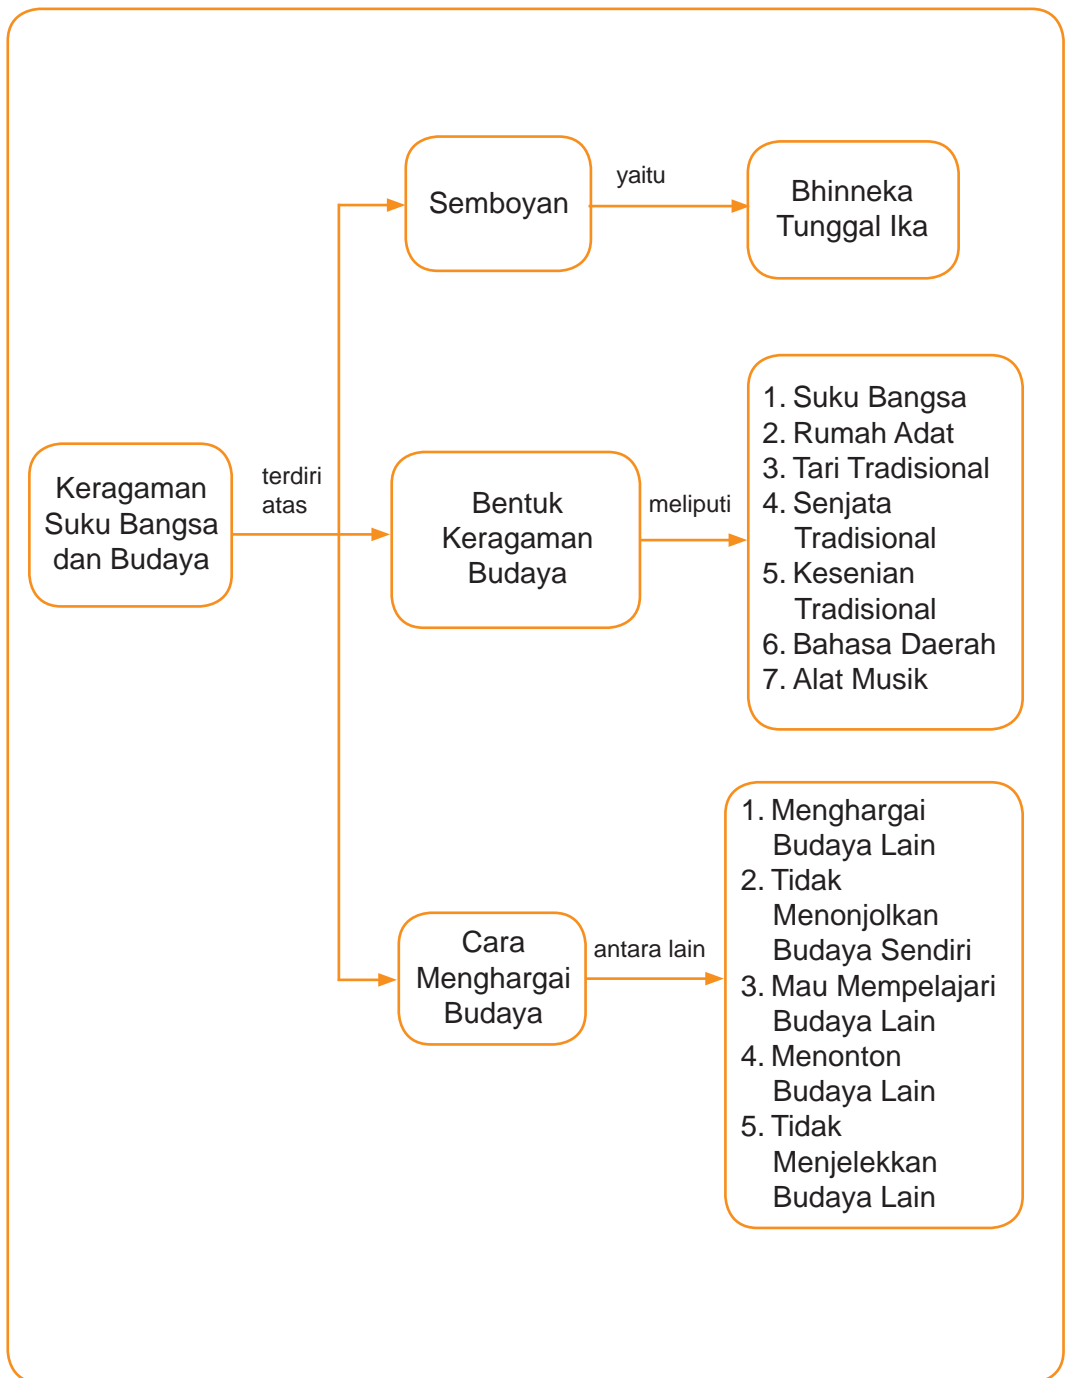 Keragaman
Suku Bangsa
dan Budaya
terdiri
atas
Semboyan
yaitu
Bhinneka
Tunggal Ika
Bentuk
Keragaman
Budaya
meliputi
1. Suku Bangsa
2. Rumah Adat
3. Tari Tradisional
4. Senjata
Tradisional
5. Kesenian
Tradisional
6. Bahasa Daerah
7. Alat Musik
Cara
Menghargai
Budaya
antara lain
1. Menghargai
Budaya Lain
2. Tidak
Menonjolkan
Budaya Sendiri
3. Mau Mempelajari
Budaya Lain
4. Menonton
Budaya Lain
5. Tidak
Menjelekkan
Budaya Lain